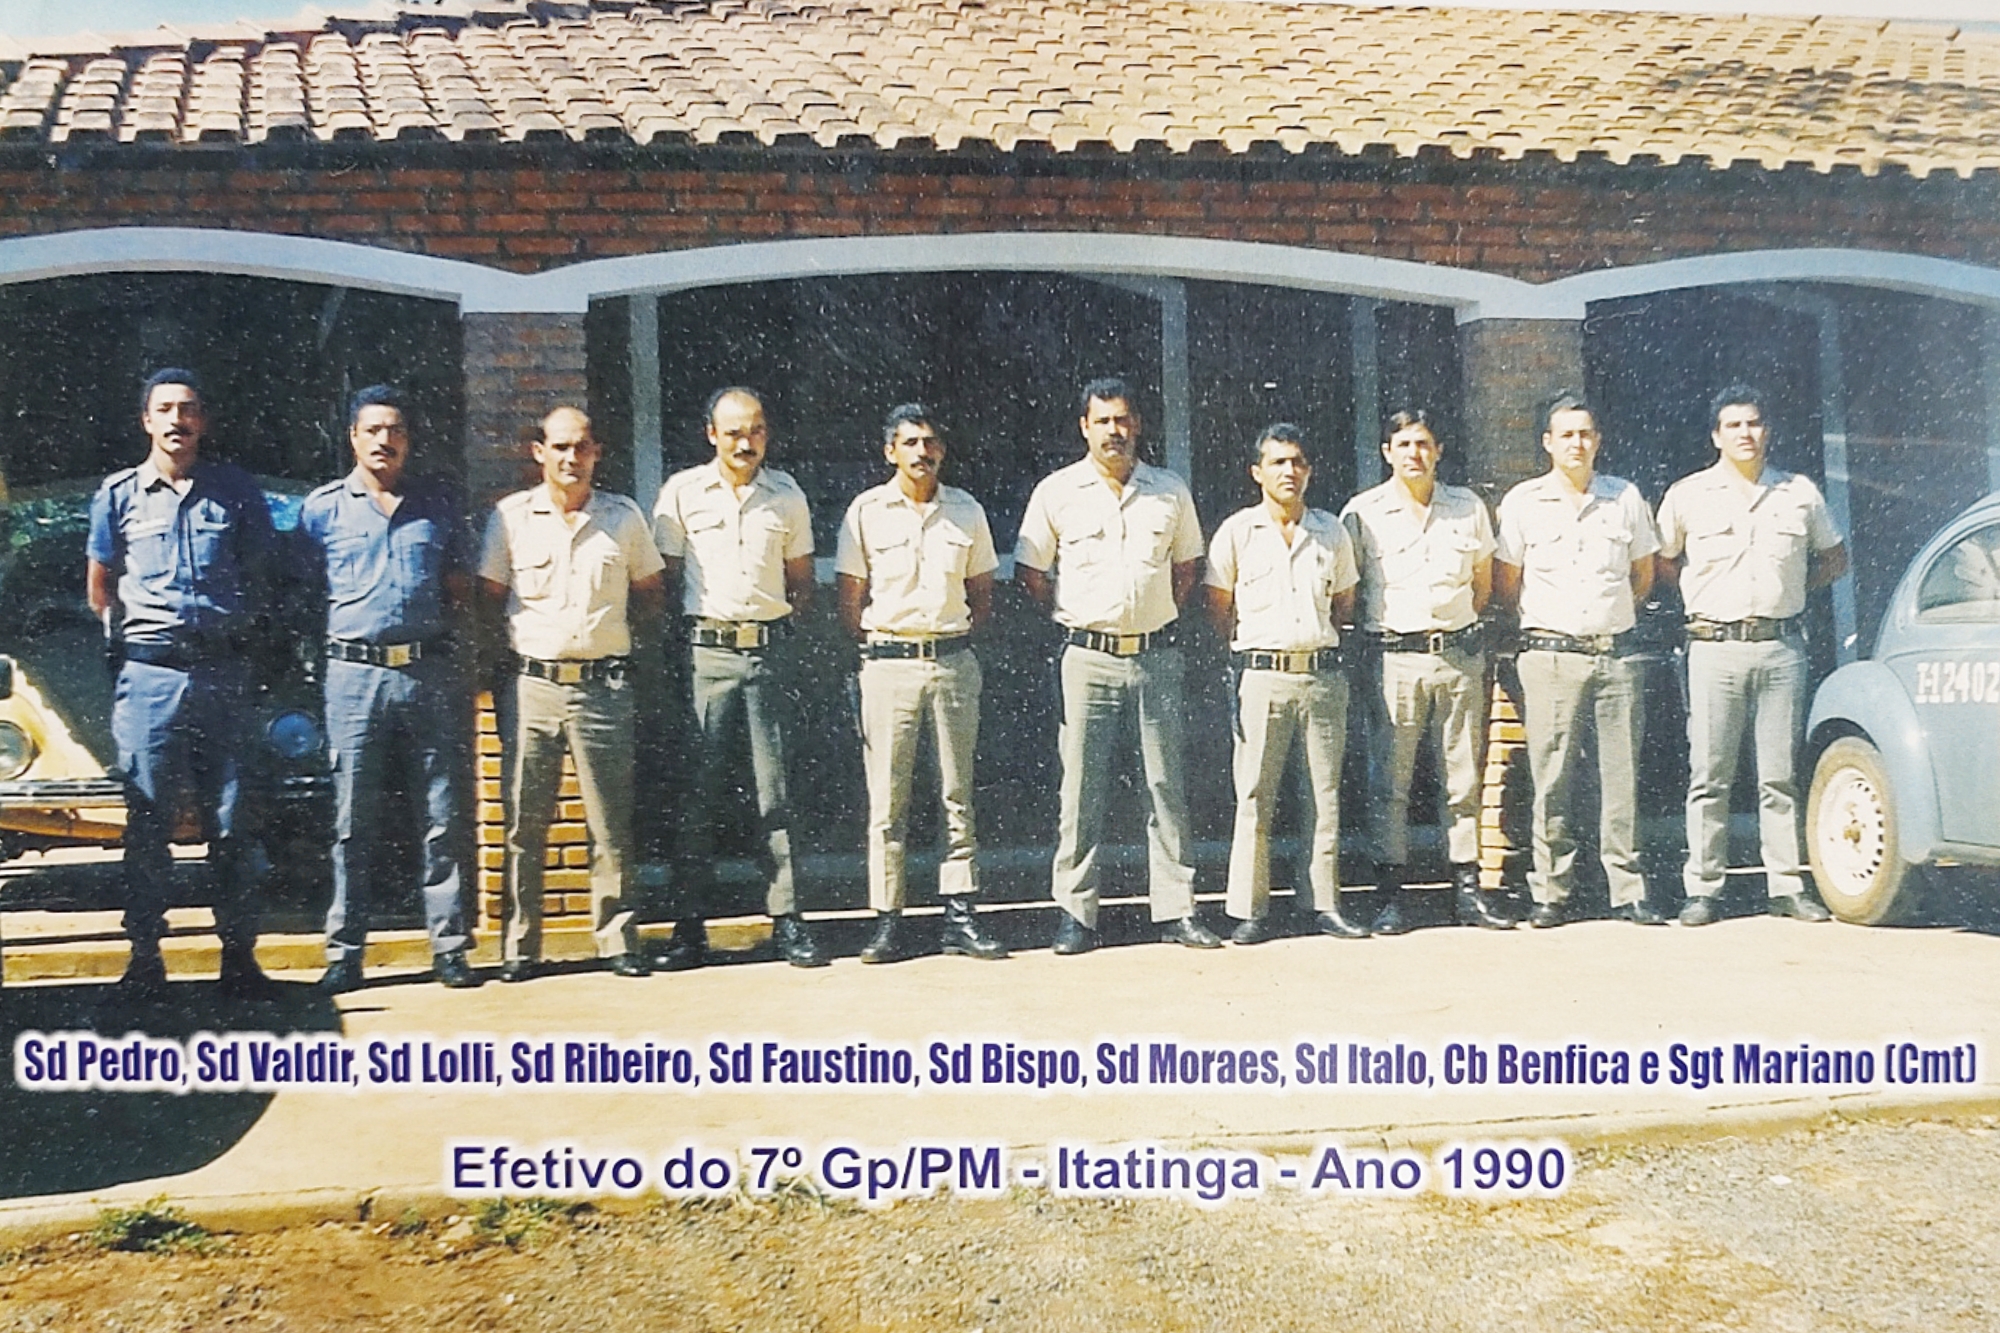 I-12402
Sd Pedro, Sd Valdir, Sd Lolli, Sd Ribeiro, Sd Faustino, Sd Bispo, Sd Moraes, Sd Italo, Cb Benfica e Sgt Mariano (Cmt)
Efetivo do 7º Gp/PM - Itatinga - Ano 1990